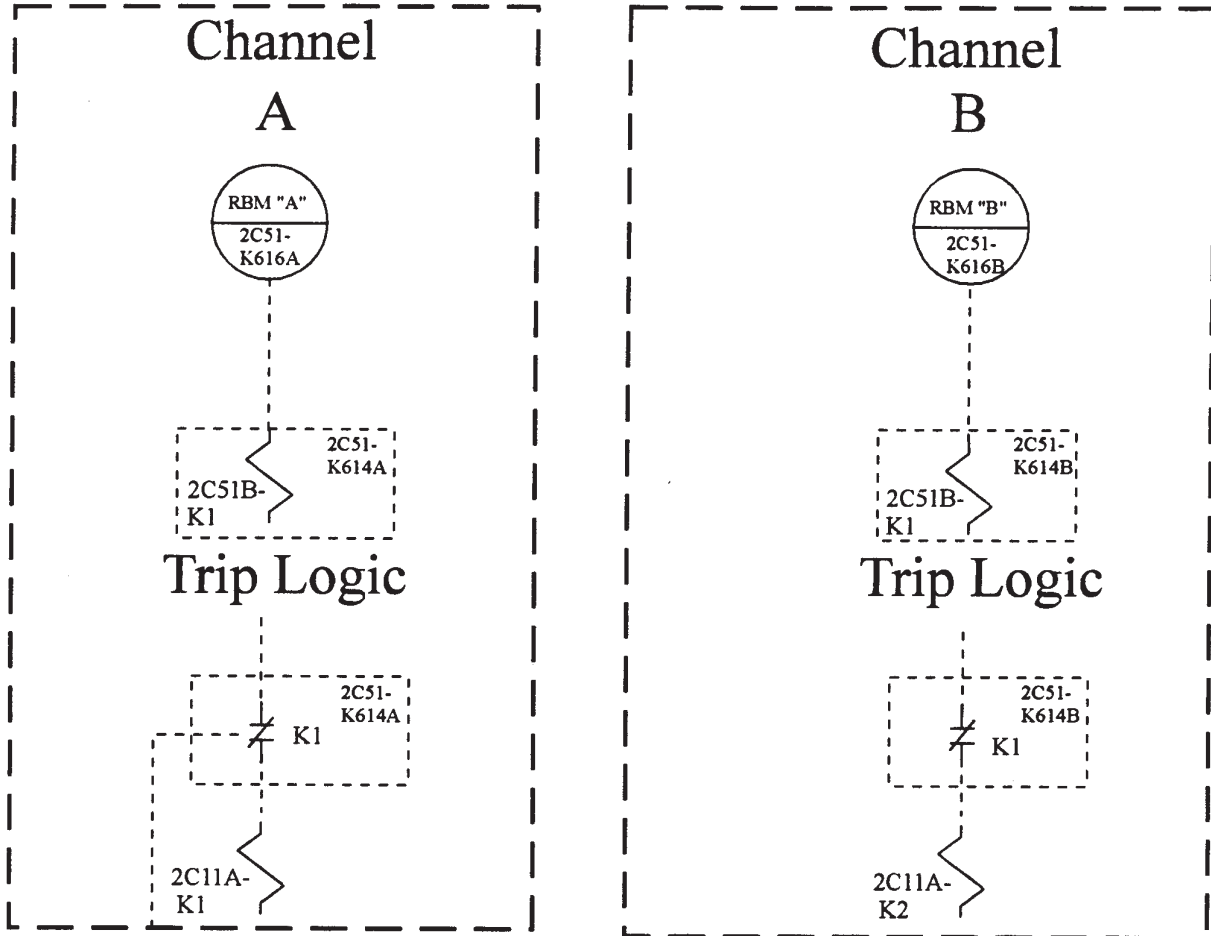 Channel
A
RBM "A"
2C51-
K616A
2C51-
K614A
2C51B-
K1
Trip Logic
2C51-
K614A
K1
2C11A-
K1
Channel
B
RBM "B"
2C51-
K616B
2C51-
K614B
2C51B-
K1
Trip Logic
2C51-
K614B
K1
2C11A-
K2